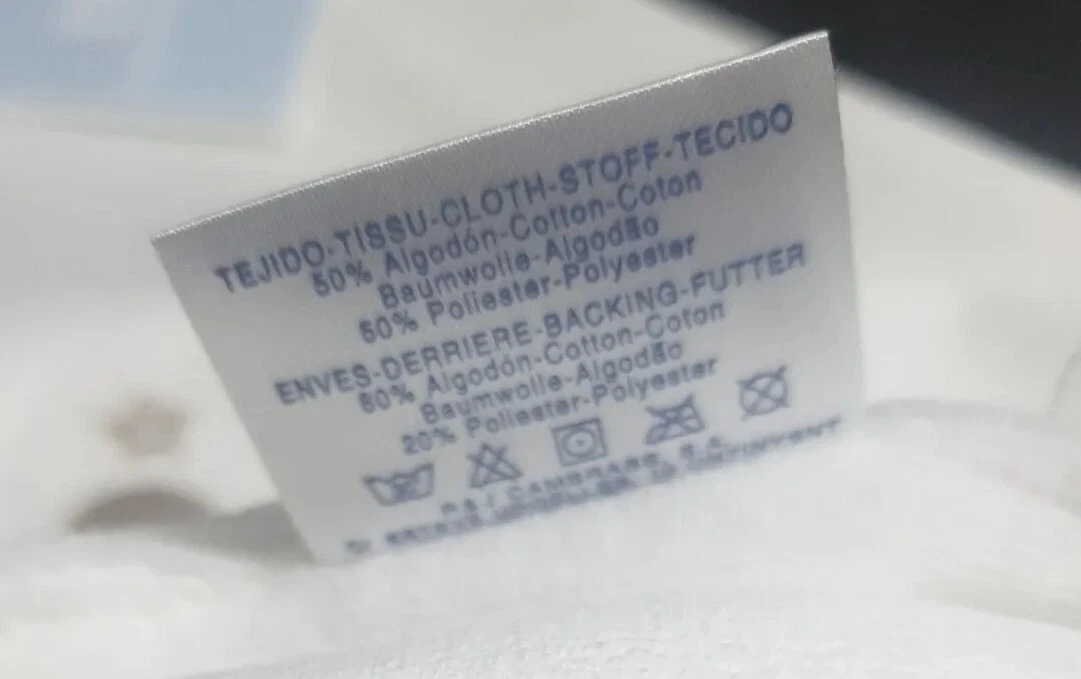 TEJIDO-TISSU-CLOTH-STOFF-TECIDO
50% Algodón-Cotton-Coton
Baumwolle-Algodão
50% Poliester-Polyester
ENVES-DERRIERE-BACKING-FUTTER
80% Algodón-Cotton-Coton
Baumwolle-Algodão
20% Poliester-Polyester
CAMBRASS, S.A.